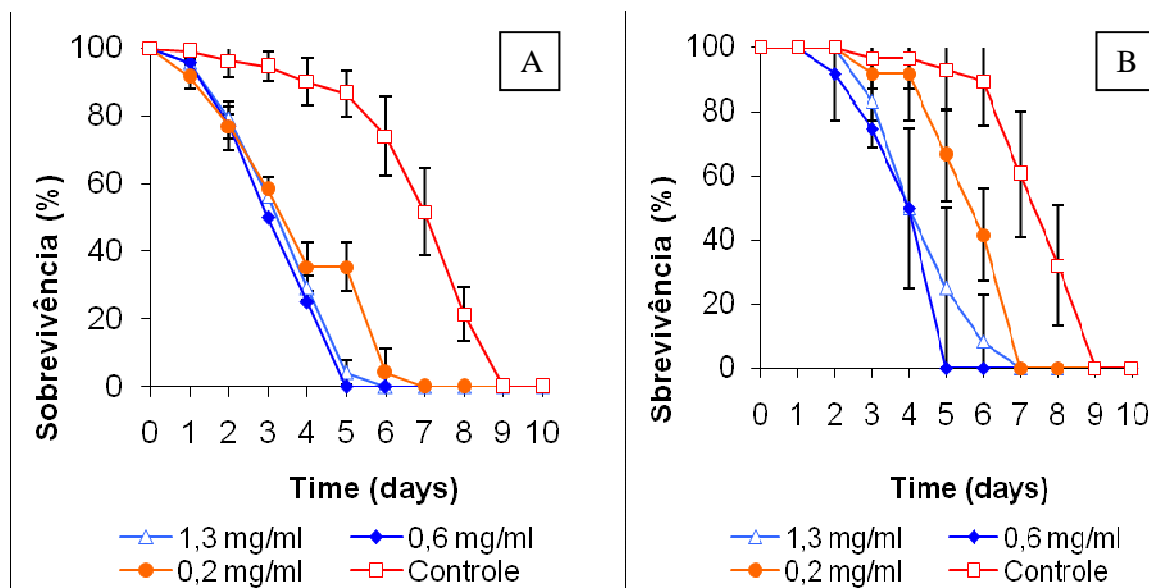 A
100
80
60
40
20
0
Sobrevivência (%)
0 1 2 3 4 5 6 7 8 9 10
Time (days)
1,3 mg/ml 0,6 mg/ml
0,2 mg/ml Controle
B
100
80
60
40
20
0
Sbrevivência (%)
0 1 2 3 4 5 6 7 8 9 10
Time (days)
1,3 mg/ml 0,6 mg/ml
0,2 mg/ml Controle